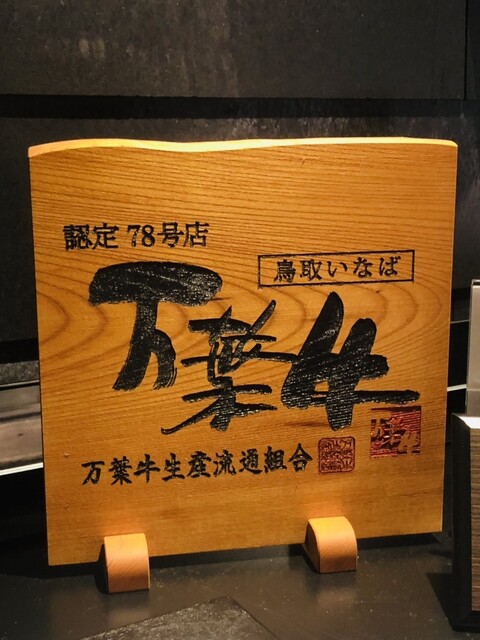 認定78号店
鳥取いなば
万葉牛
万葉牛生産流通組合